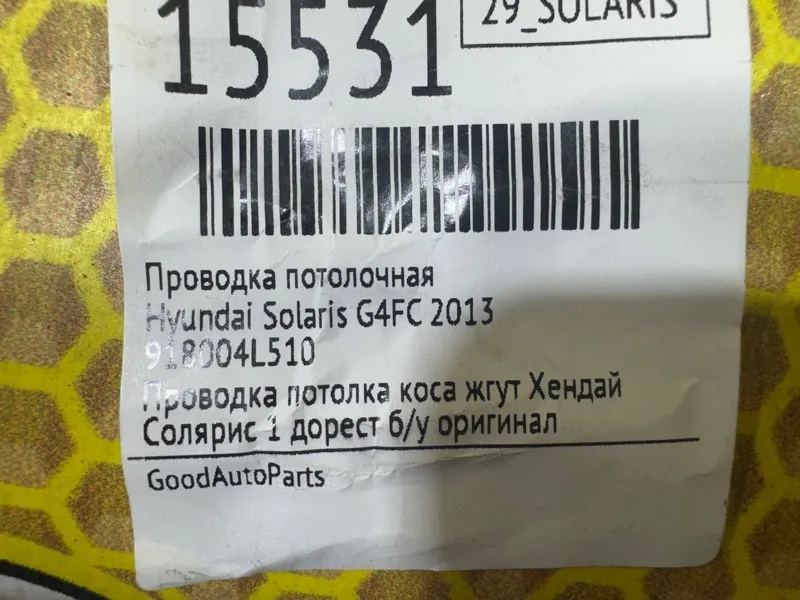 15531
29_SOLARIS
Проводка потолочная
Hyundai Solaris G4FC 2013
918004L510
Проводка потолка коса жгут Хендай
Солярис 1 дорест б/у оригинал
GoodAutoParts